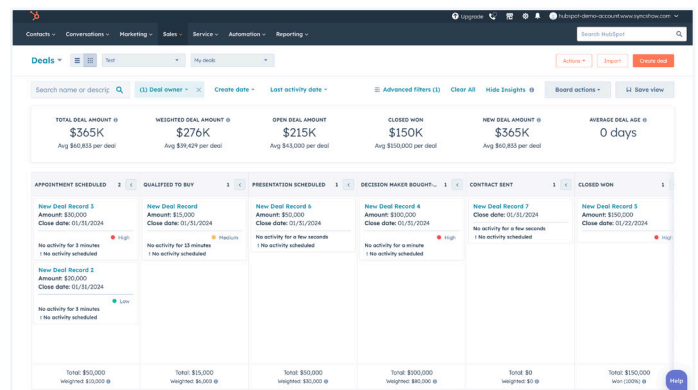 Upgrade
hubspot-demo-account.www.syncshow.com
Contacts Conversations Marketing Sales Service Automation Reporting
Search HubSpot
Deals Test My deals Actions Import Create deal
Search name or descrip (1) Deal owner × Create date Last activity date Advanced filters (1) Clear All Hide Insights Board actions Save view
TOTAL DEAL AMOUNT WEIGHTED DEAL AMOUNT OPEN DEAL AMOUNT CLOSED WON NEW DEAL AMOUNT AVERAGE DEAL AGE
$365K $276K $215K $150K $365K 0 days
Avg $60,833 per deal Avg $39,429 per deal Avg $43,000 per deal Avg $150,000 per deal Avg $60,833 per deal
APPOINTMENT SCHEDULED 2 QUALIFIED TO BUY 1 PRESENTATION SCHEDULED 1 DECISION MAKER BOUGHT-... 1 CONTRACT SENT 1 CLOSED WON 1
New Deal Record 3
Amount: $30,000
Close date: 01/31/2024
High
No activity for 2 minutes
! No activity scheduled
New Deal Record 2
Amount: $20,000
Close date: 01/31/2024
Low
No activity for 3 minutes
! No activity scheduled
New Deal Record
Amount: $15,000
Close date: 01/31/2024
Medium
No activity for 13 minutes
! No activity scheduled
New Deal Record 6
Amount: $50,000
Close date: 01/31/2024
No activity for a few seconds
! No activity scheduled
New Deal Record 4
Amount: $100,000
Close date: 01/31/2024
High
No activity for a minute
! No activity scheduled
New Deal Record 7
Close date: 01/31/2024
No activity for a few seconds
! No activity scheduled
New Deal Record 5
Amount: $150,000
Close date: 01/22/2024
High
Total: $50,000 Total: $15,000 Total: $50,000 Total: $100,000 Total: $0 Total: $150,000
Weighted: $10,000 Weighted: $6,000 Weighted: $30,000 Weighted: $80,000 Weighted: $0 Won (100%)
Help